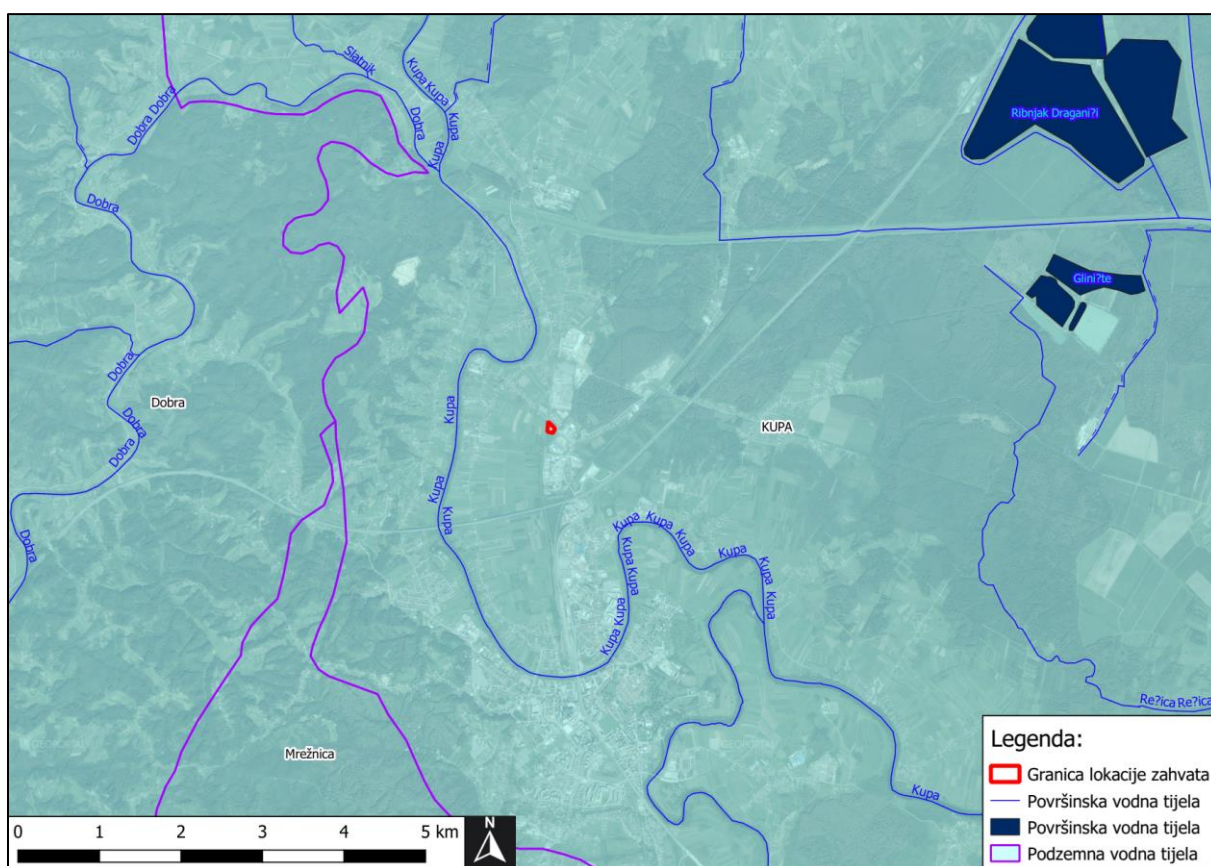 Slatnik
Kupa Kupa
Kupa
Dobra
Dobra Dobra
Kupa
Dobra
Ribnjak Dragani?i
Glini?te
Dobra
Dobra
Dobra
Dobra
Dobra
Kupa
KUPA
Kupa
Kupa
Kupa Kupa Kupa
Kupa
Kupa Kupa
Kupa Kupa
Kupa Kupa
Re?ica Re?ica
Mrežnica
Kupa
Legenda:
Granica lokacije zahvata
Površinska vodna tijela
Površinska vodna tijela
Podzemna vodna tijela
0 1 2 3 4 5 km
N